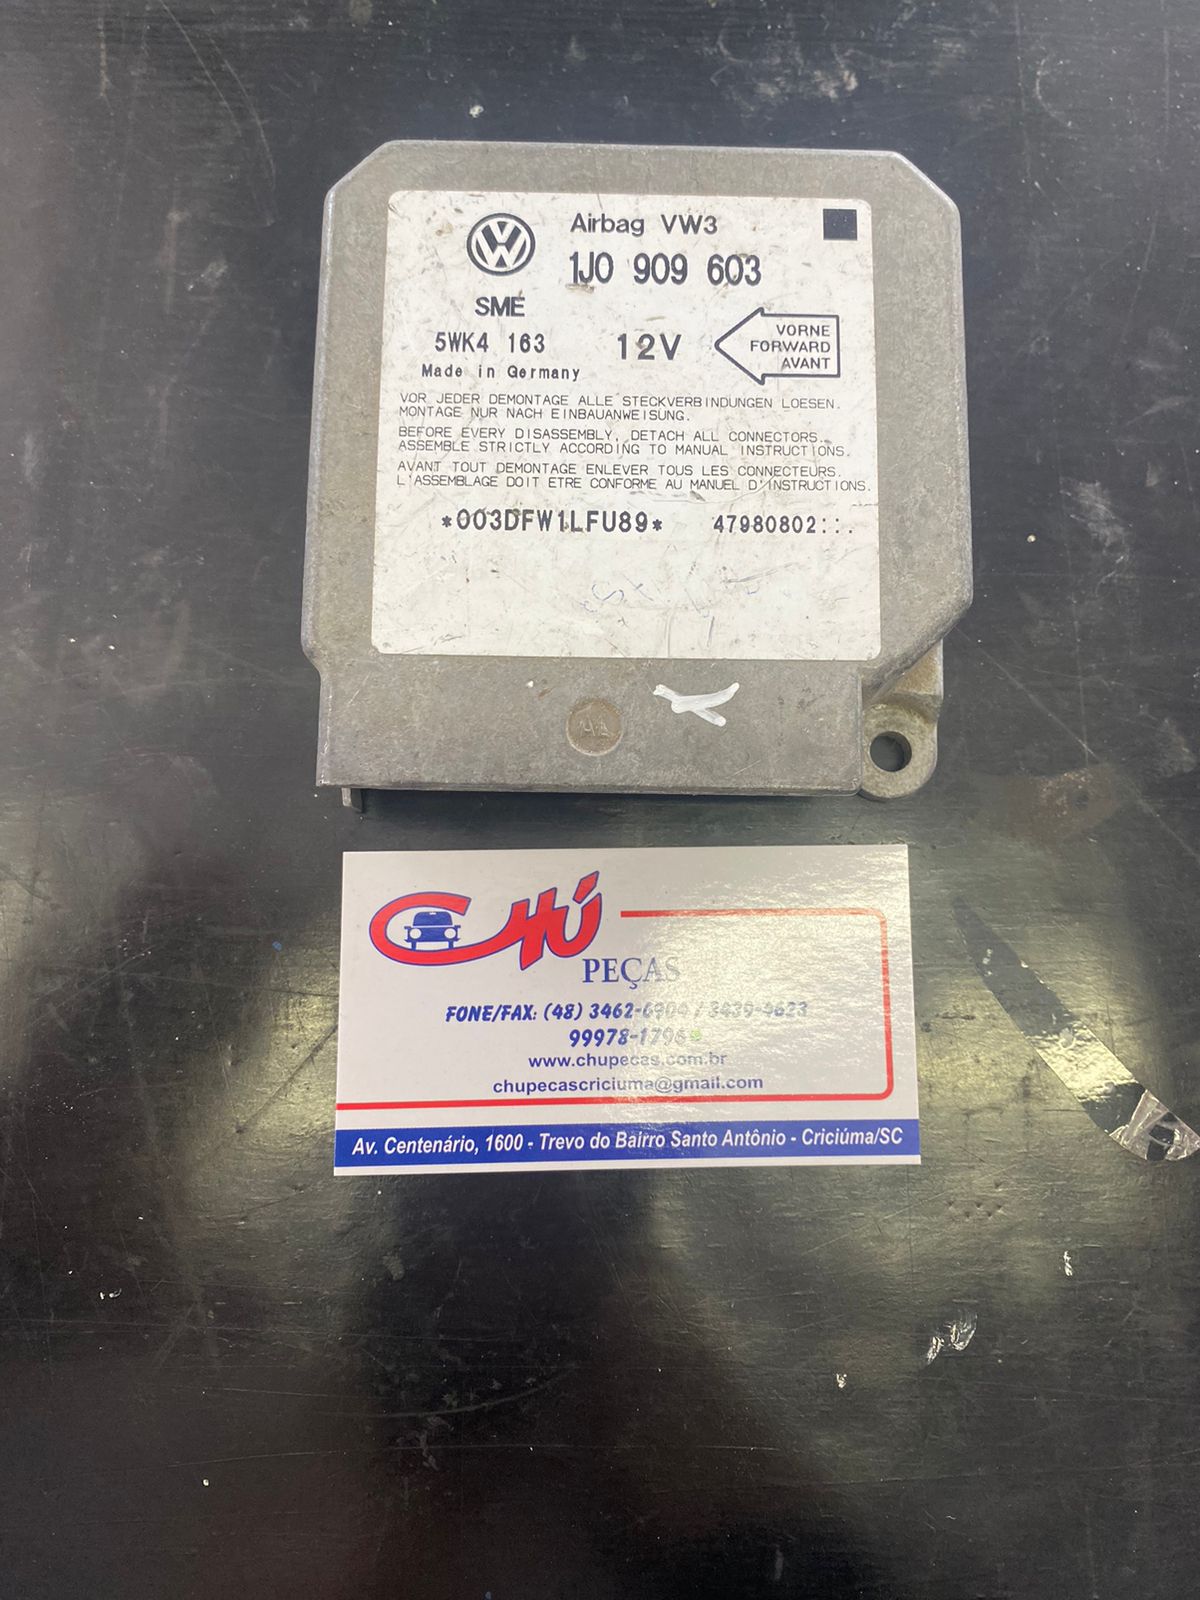 Airbag VW3
1J0 909 603
SME
5WK4 163
12V
VORNE
FORWARD
AVANT
Made in Germany
VOR JEDER DEMONTAGE ALLE STECKVERBINDUNGEN LOESEN.
MONTAGE NUR NACH EINBAUANWEISUNG.
BEFORE EVERY DISASSEMBLY, DETACH ALL CONNECTORS.
ASSEMBLE STRICTLY ACCORDING TO MANUAL INSTRUCTIONS.
AVANT TOUT DEMONTAGE ENLEVER TOUS LES CONNECTEURS.
L'ASSEMBLAGE DOIT ETRE CONFORME AU MANUEL D'INSTRUCTIONS.
*003DFW1LFU89* 47980802::.
AA
CHÚ
PEÇAS
FONE/FAX: (48) 3462-6904 / 3439-4623
99978-1796
www.chupecas.com.br
chupecascriciuma@gmail.com
Av. Centenário, 1600 - Trevo do Bairro Santo Antônio - Criciúma/SC